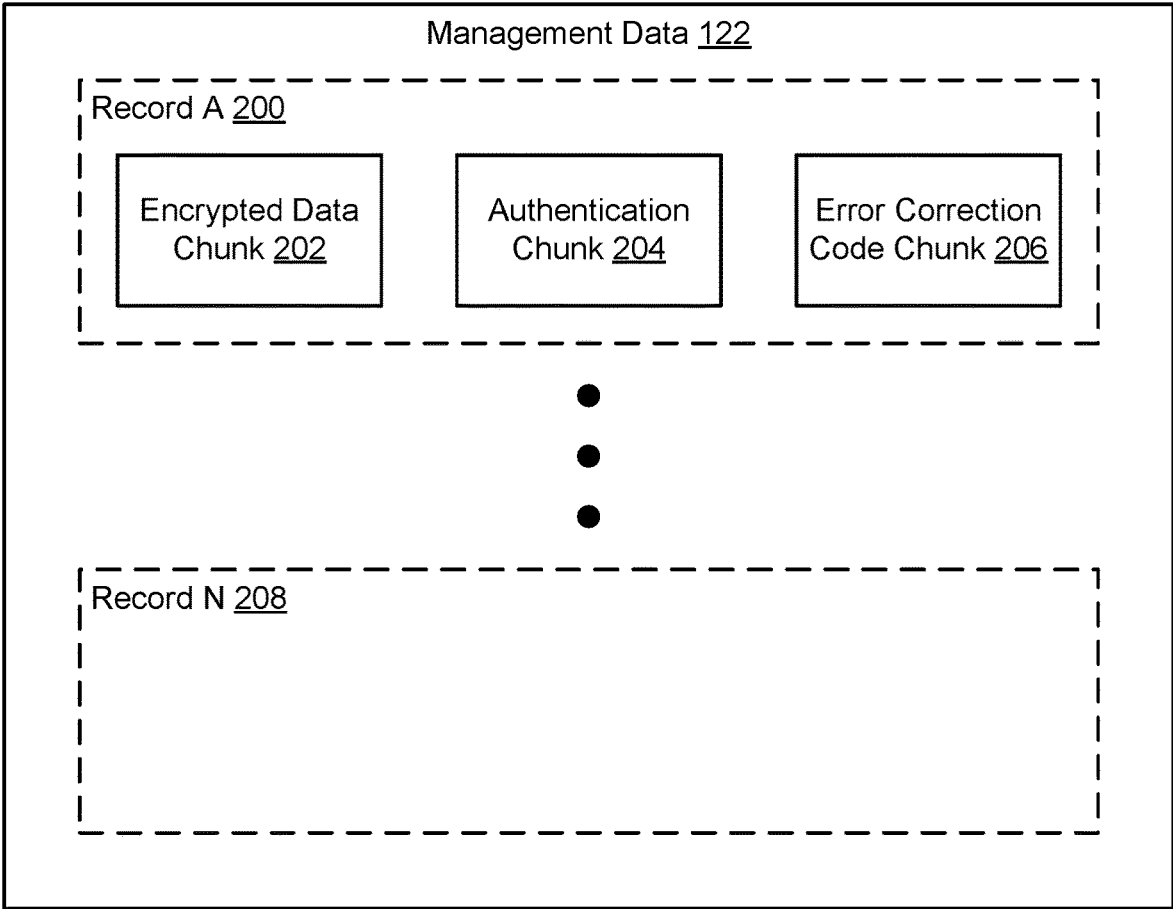 Management Data 122
Record A 200
Encrypted Data
Chunk 202
Authentication
Chunk 204
Error Correction
Code Chunk 206
Record N 208